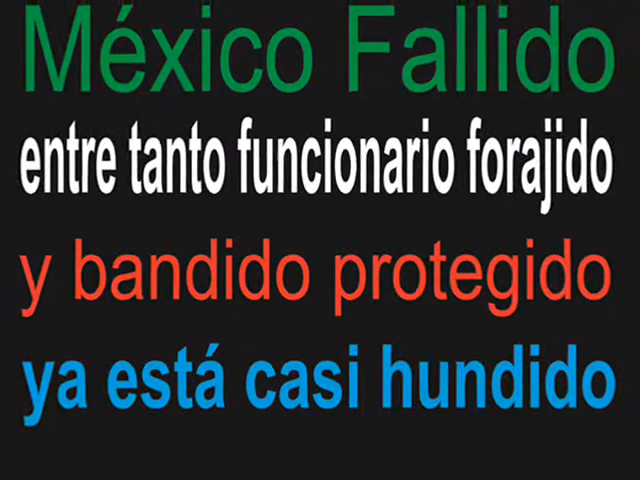 México Fallido
entre tanto funcionario forajido
y bandido protegido
ya está casi hundido